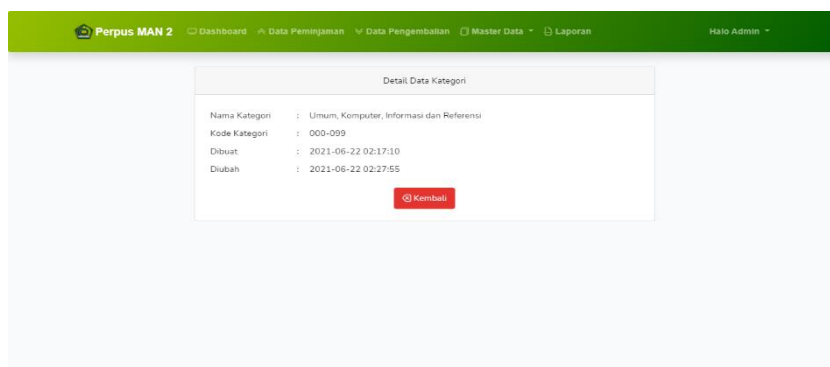 Perpus MAN 2 Dashboard Data Peminjaman Data Pengembalian Master Data Laporan Halo Admin
Detail Data Kategori
Nama Kategori : Umum, Komputer, Informasi dan Referensi
Kode Kategori : 000-099
Dibuat : 2021-06-22 02:17:10
Diubah : 2021-06-22 02:27:55
Kembali